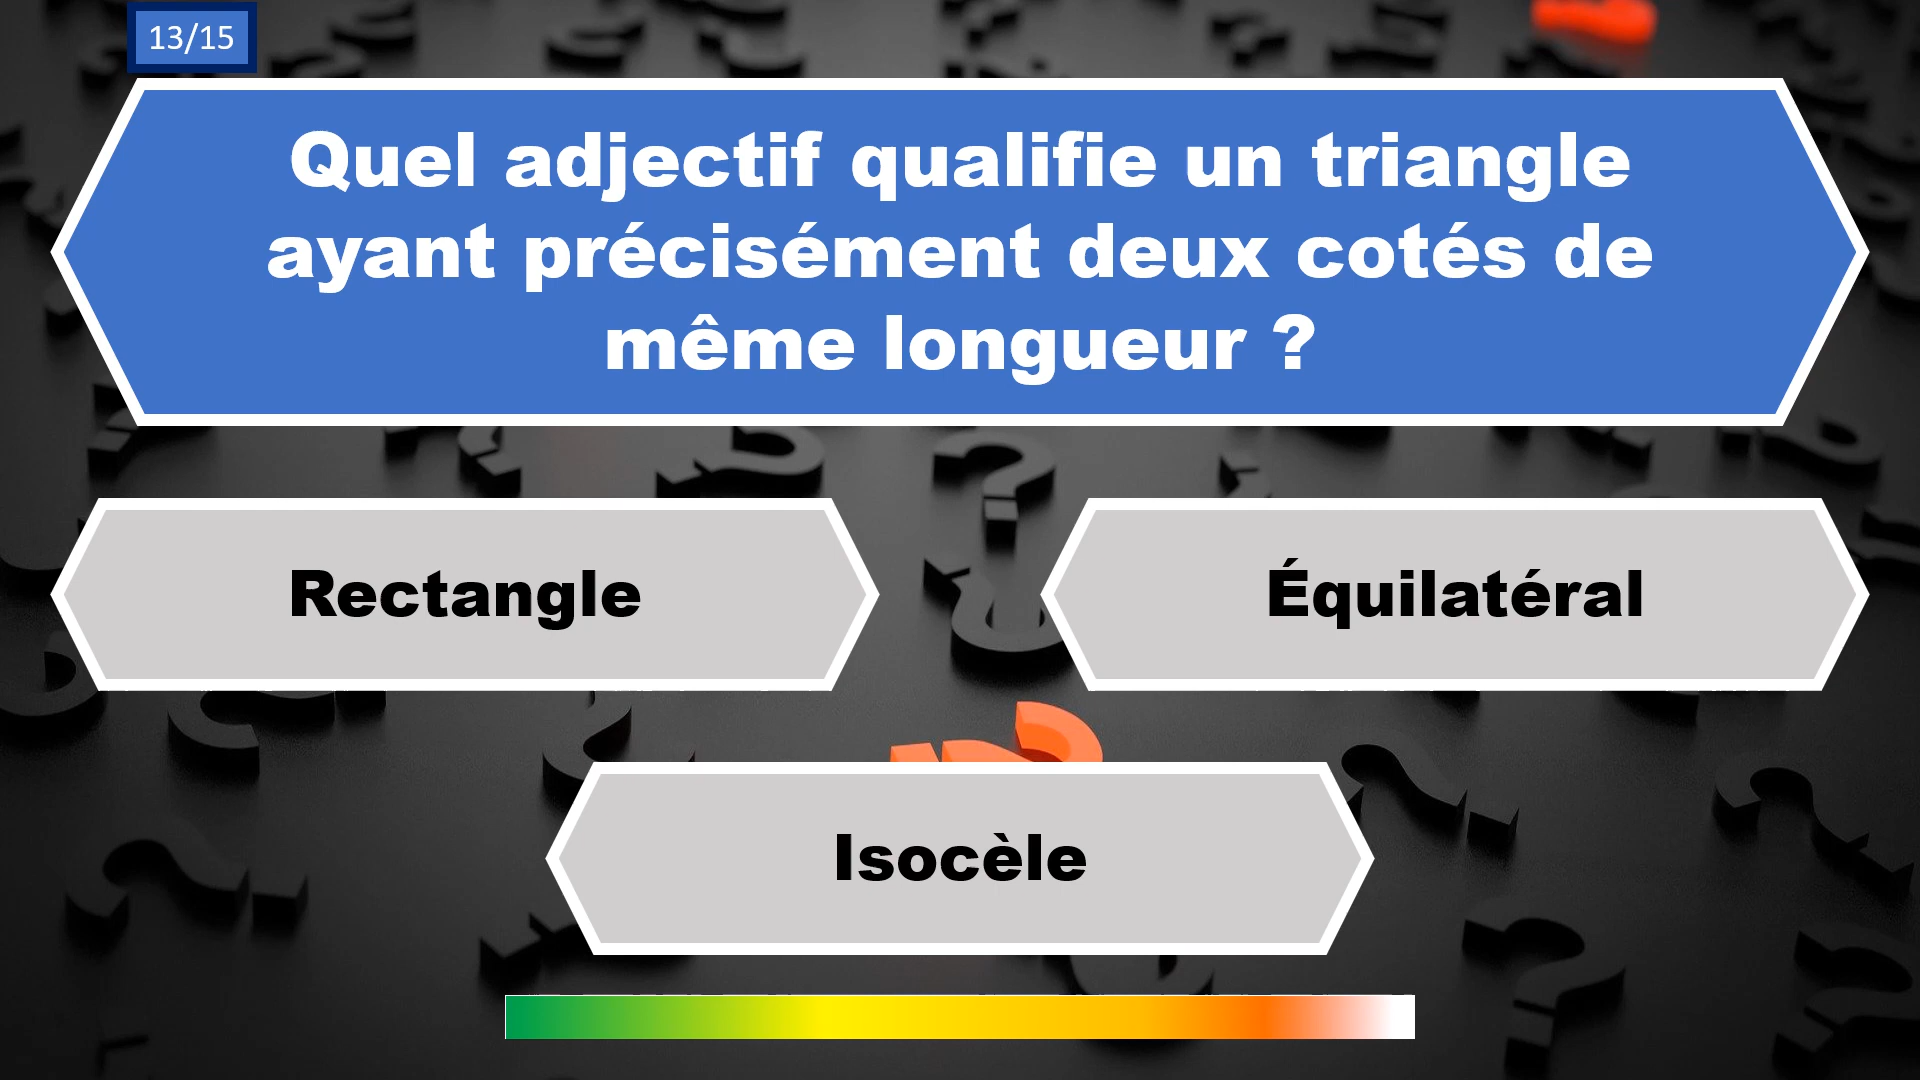 13/15
Quel adjectif qualifie un triangle
ayant précisément deux cotés de
même longueur ?
Rectangle
Équilatéral
Isocèle